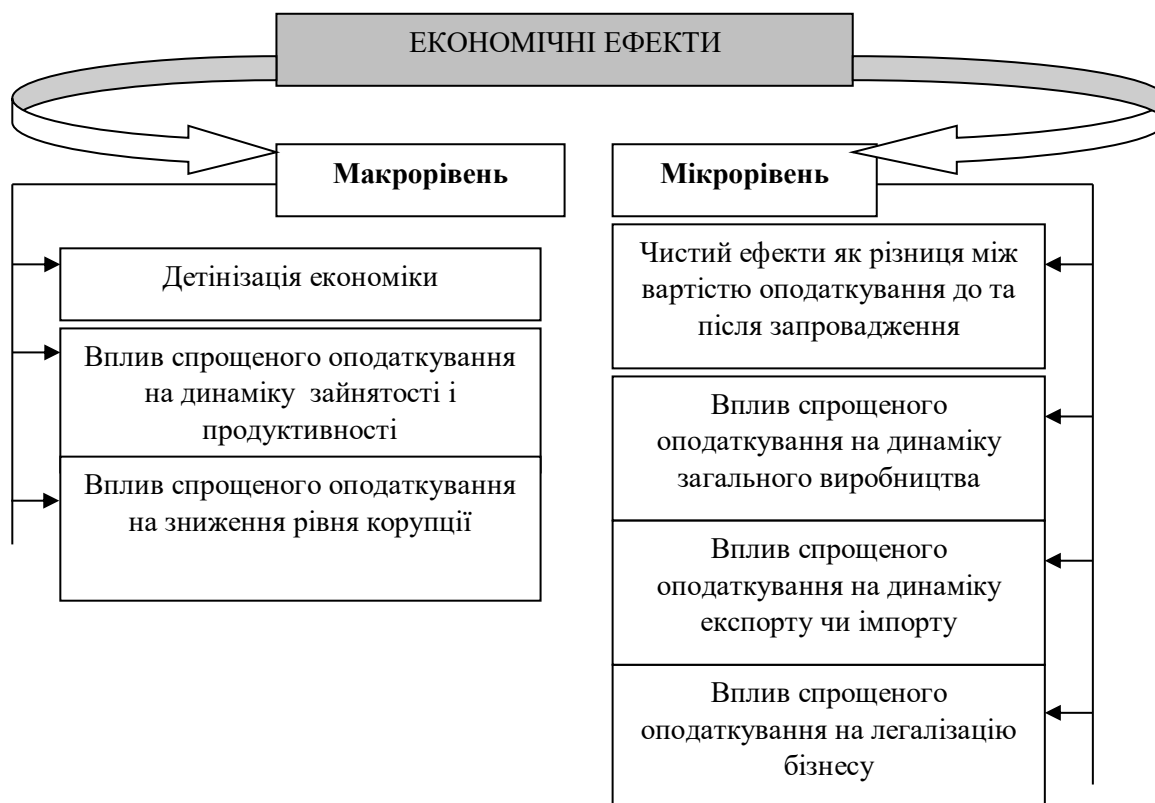 ЕКОНОМІЧНІ ЕФЕКТИ
Макрорівень
Детінізація економіки
Вплив спрощеного оподаткування
на динаміку зайнятості і
продуктивності
Вплив спрощеного оподаткування
на зниження рівня корупції
Мікрорівень
Чистий ефекти як різниця між
вартістю оподаткування до та
після запровадження
Вплив спрощеного
оподаткування на динаміку
загального виробництва
Вплив спрощеного
оподаткування на динаміку
експорту чи імпорту
Вплив спрощеного
оподаткування на легалізацію
бізнесу